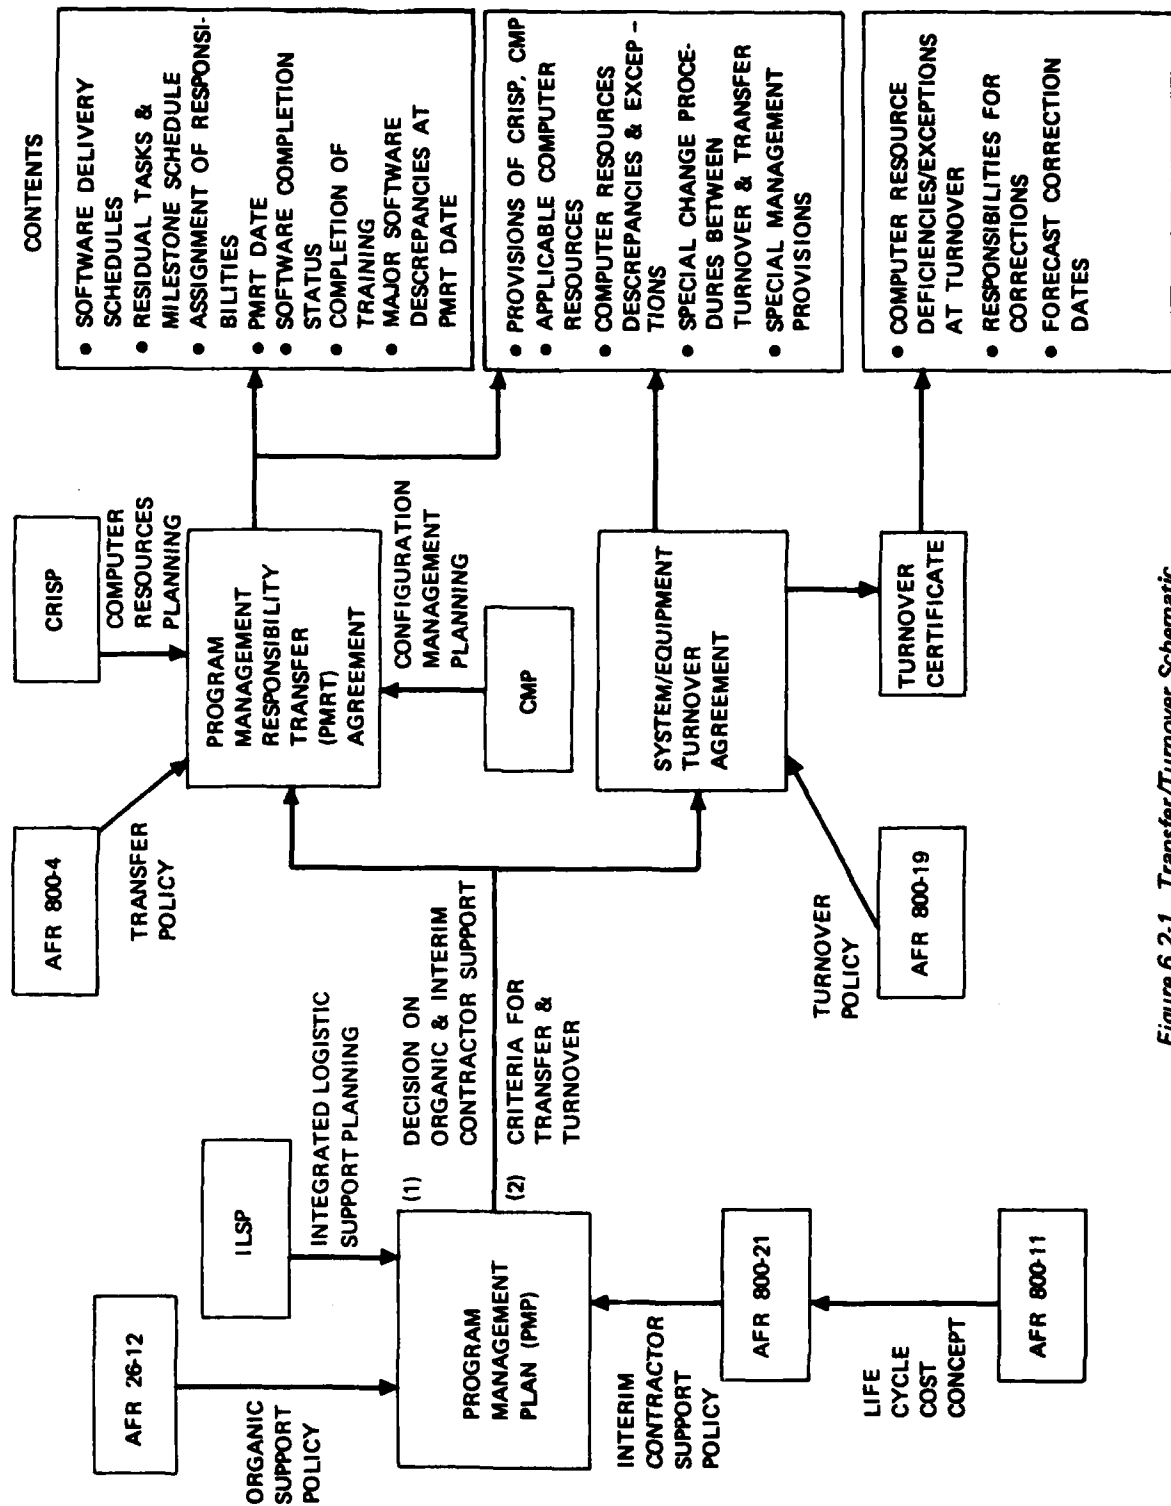 CONTENTS
● SOFTWARE DELIVERY
SCHEDULES
● RESIDUAL TASKS &
MILESTONE SCHEDULE
● ASSIGNMENT OF RESPONSI-
BILITIES
● PMRT DATE
● SOFTWARE COMPLETION
STATUS
● COMPLETION OF
TRAINING
● MAJOR SOFTWARE
DESCREPANCIES AT
PMRT DATE
● PROVISIONS OF CRISP, CMP
● APPLICABLE COMPUTER
RESOURCES
● COMPUTER RESOURCES
DESCREPANCIES & EXCEP-
TIONS
● SPECIAL CHANGE PROCE-
DURES BETWEEN
TURNOVER & TRANSFER
● SPECIAL MANAGEMENT
PROVISIONS
● COMPUTER RESOURCE
DEFICIENCIES/EXCEPTIONS
AT TURNOVER
● RESPONSIBILITIES FOR
CORRECTIONS
● FORECAST CORRECTION
DATES
CRISP
COMPUTER
RESOURCES
PLANNING
PROGRAM
MANAGEMENT
RESPONSIBILITY
TRANSFER
(PMRT)
AGREEMENT
CONFIGURATION
MANAGEMENT
PLANNING
CMP
SYSTEM/EQUIPMENT
TURNOVER
AGREEMENT
TURNOVER
CERTIFICATE
AFR 800-4
TRANSFER
POLICY
TURNOVER
POLICY
AFR 800-19
ILSP
INTEGRATED LOGISTIC
SUPPORT PLANNING
(1) DECISION ON
ORGANIC & INTERIM
CONTRACTOR SUPPORT
(2) CRITERIA FOR
TRANSFER &
TURNOVER
AFR 26-12
ORGANIC
SUPPORT
POLICY
PROGRAM
MANAGEMENT
PLAN (PMP)
INTERIM
CONTRACTOR
SUPPORT
POLICY
AFR 800-21
LIFE
CYCLE
COST
CONCEPT
AFR 800-11
Figure 6.2-1 Transfer/Turnover Schematic